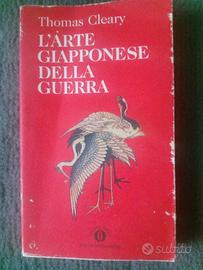 Thomas Cleary
L'ARTE
GIAPPONESE
DELLA
GUERRA
subito